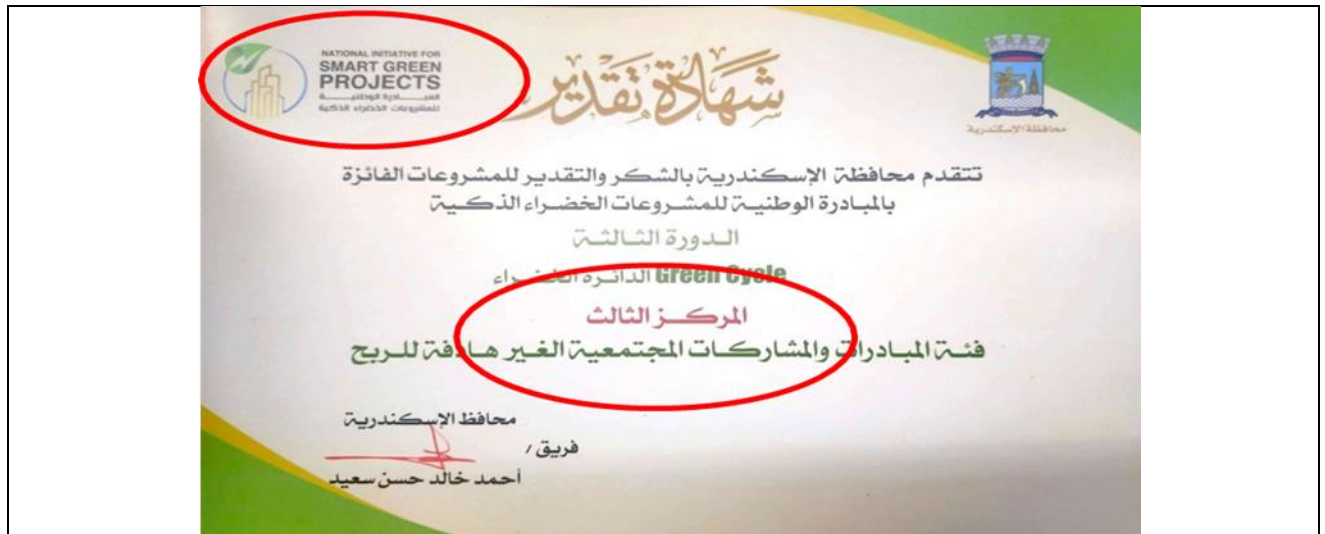 NATIONAL INITIATIVE FOR
SMART GREEN
PROJECTS
المبادرة الوطنية
للمشروعات الخضراء الذكية
شهادة تقدير
محافظة الإسكندرية
تتقدم محافظة الإسكندرية بالشكر والتقدير للمشروعات الفائزة
بالمبادرة الوطنية للمشروعات الخضراء الذكية
الدورة الثالثة
Green Cycle الدائرة الخضراء
المركز الثالث
فئة المبادرات والمشاركات المجتمعية الغير هادفة للربح
محافظ الإسكندرية
فريق /
أحمد خالد حسن سعيد